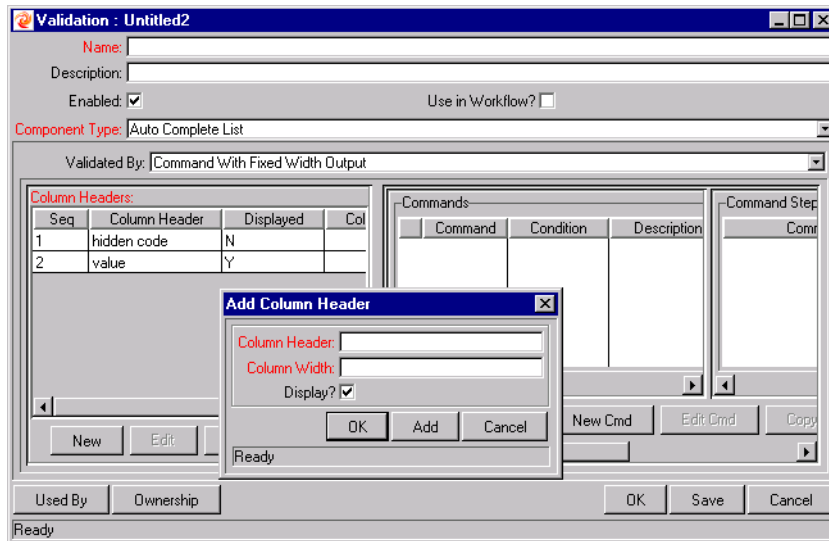 Validation : Untitled2
Name:
Description:
Enabled:
Use in Workflow?
Component Type: Auto Complete List
Validated By: Command With Fixed Width Output
Column Headers:
Seq Column Header Displayed Col
1 hidden code N
2 value Y
Commands
Command Condition Description
Command Step
Comm
Add Column Header
Column Header:
Column Width:
Display?
OK Add Cancel
Ready
New Edit
New Cmd Edit Cmd Copy
Used By Ownership OK Save Cancel
Ready